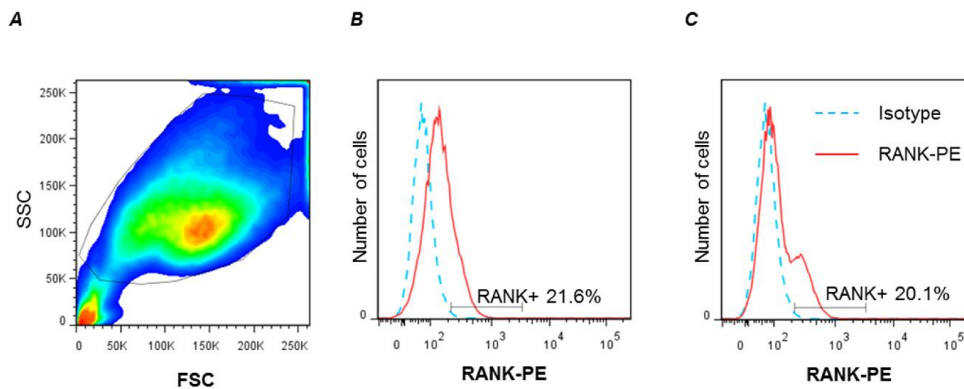 A
B
C
SSC
250K
200K
150K
100K
50K
0
0
50K
100K
150K
200K
250K
FSC
Number of cells
RANK+ 21.6%
0
10^2
10^3
10^4
10^5
RANK-PE
Number of cells
Isotype
RANK-PE
RANK+ 20.1%
0
10^2
10^3
10^4
10^5
RANK-PE
0
0